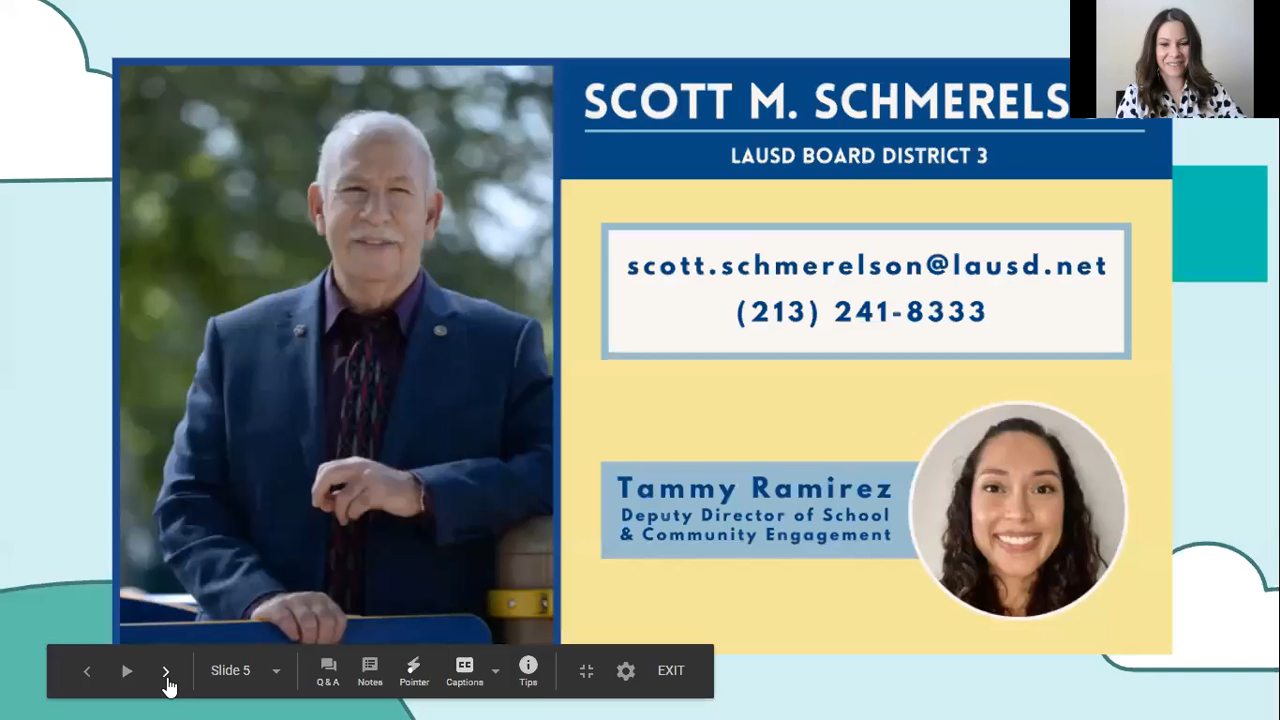 SCOTT M. SCHMERELS
LAUSD BOARD DISTRICT 3
scott.schmerelson@lausd.net
(213) 241-8333
Tammy Ramirez
Deputy Director of School
& Community Engagement
Slide 5
Q & A
Notes
Pointer
CC
Captions
Tips
EXIT